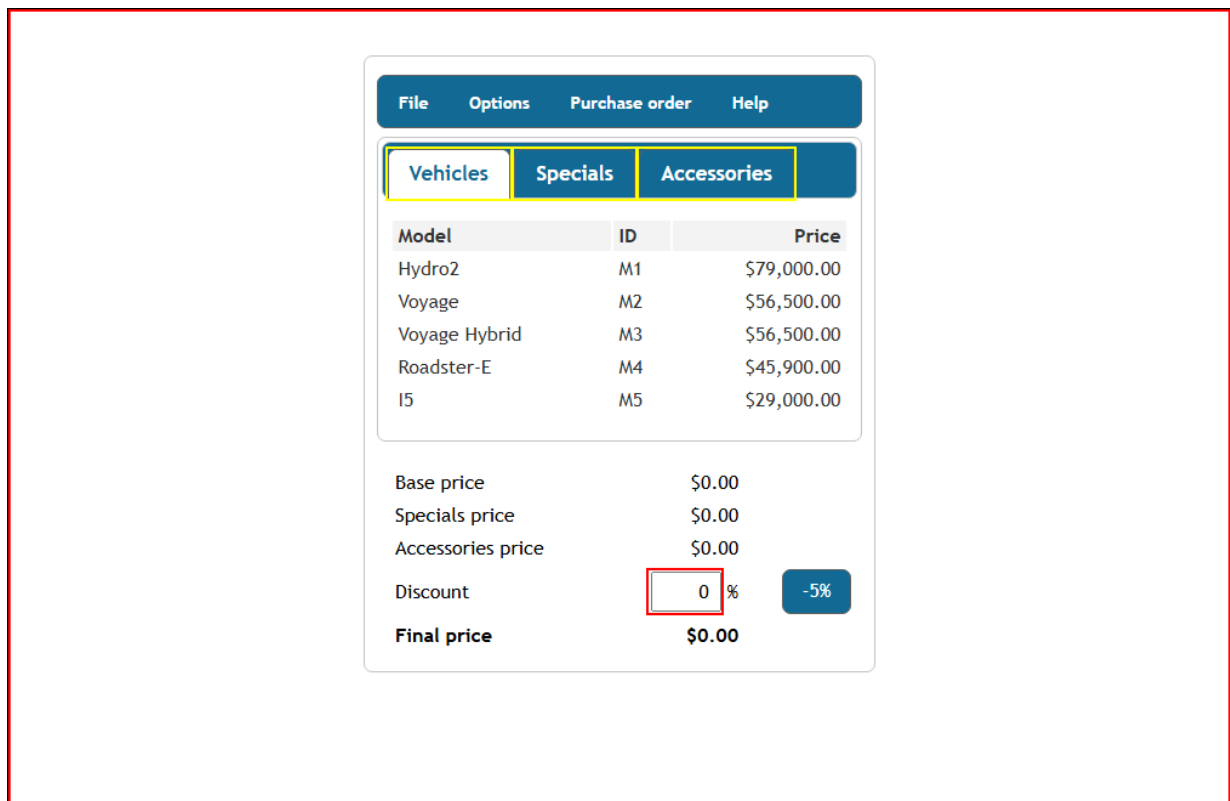 File Options Purchase order Help
Vehicles Specials Accessories
Model ID Price
Hydro2 M1 $79,000.00
Voyage M2 $56,500.00
Voyage Hybrid M3 $56,500.00
Roadster-E M4 $45,900.00
I5 M5 $29,000.00
Base price $0.00
Specials price $0.00
Accessories price $0.00
Discount 0 % -5%
Final price $0.00